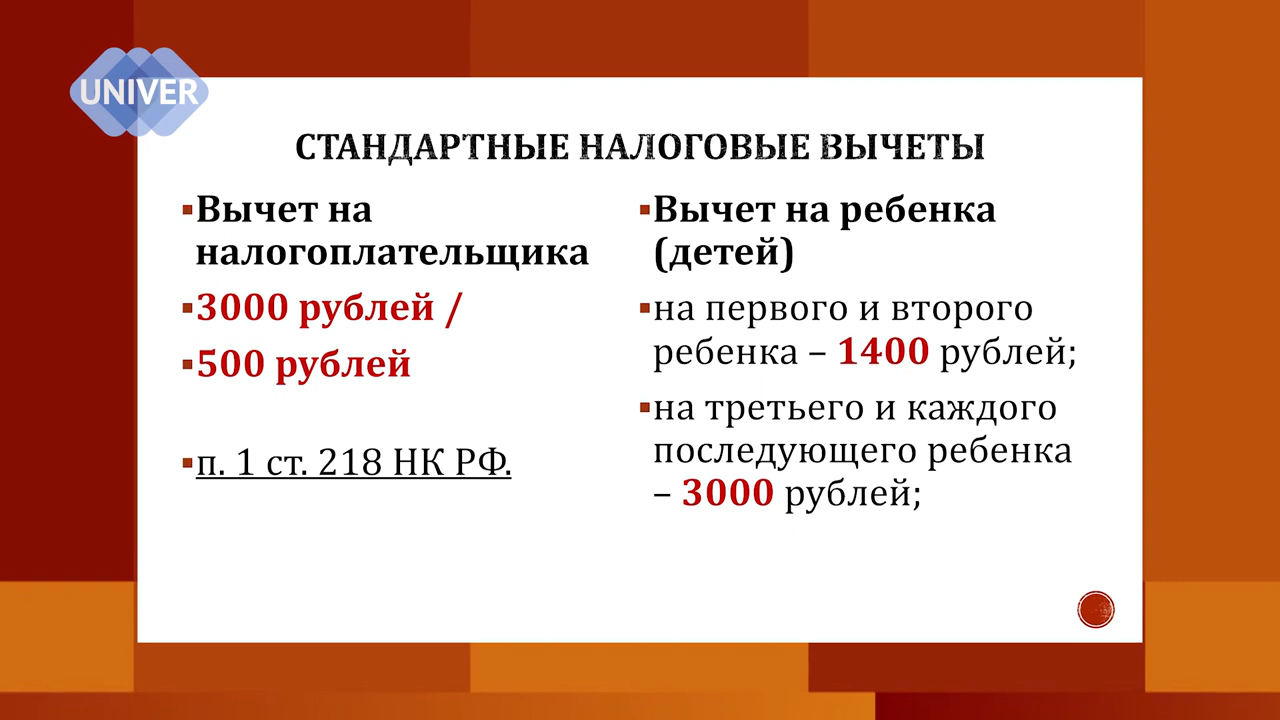 UNIVER
СТАНДАРТНЫЕ НАЛОГОВЫЕ ВЫЧЕТЫ
▪Вычет на
налогоплательщика
▪3000 рублей /
▪500 рублей
▪п. 1 ст. 218 НК РФ.
▪Вычет на ребенка
(детей)
▪на первого и второго
ребенка – 1400 рублей;
▪на третьего и каждого
последующего ребенка
– 3000 рублей;